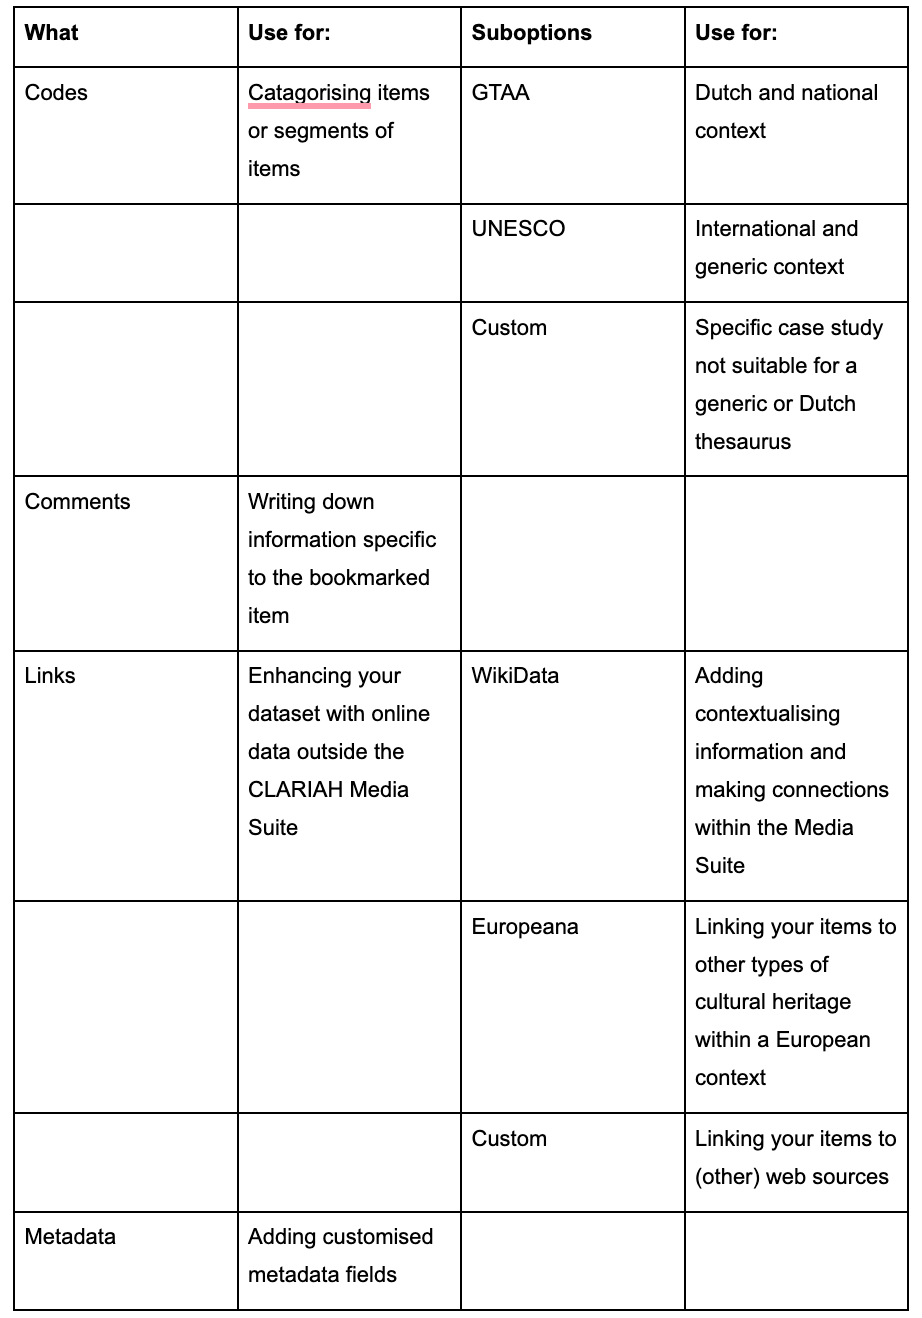 What
Use for:
Suboptions
Use for:
Codes
Catagorising items
or segments of
items
GTAA
Dutch and national
context
UNESCO
International and
generic context
Custom
Specific case study
not suitable for a
generic or Dutch
thesaurus
Comments
Writing down
information specific
to the bookmarked
item
Links
Enhancing your
dataset with online
data outside the
CLARIAH Media
Suite
WikiData
Adding
contextualising
information and
making connections
within the Media
Suite
Europeana
Linking your items to
other types of
cultural heritage
within a European
context
Custom
Linking your items to
(other) web sources
Metadata
Adding customised
metadata fields